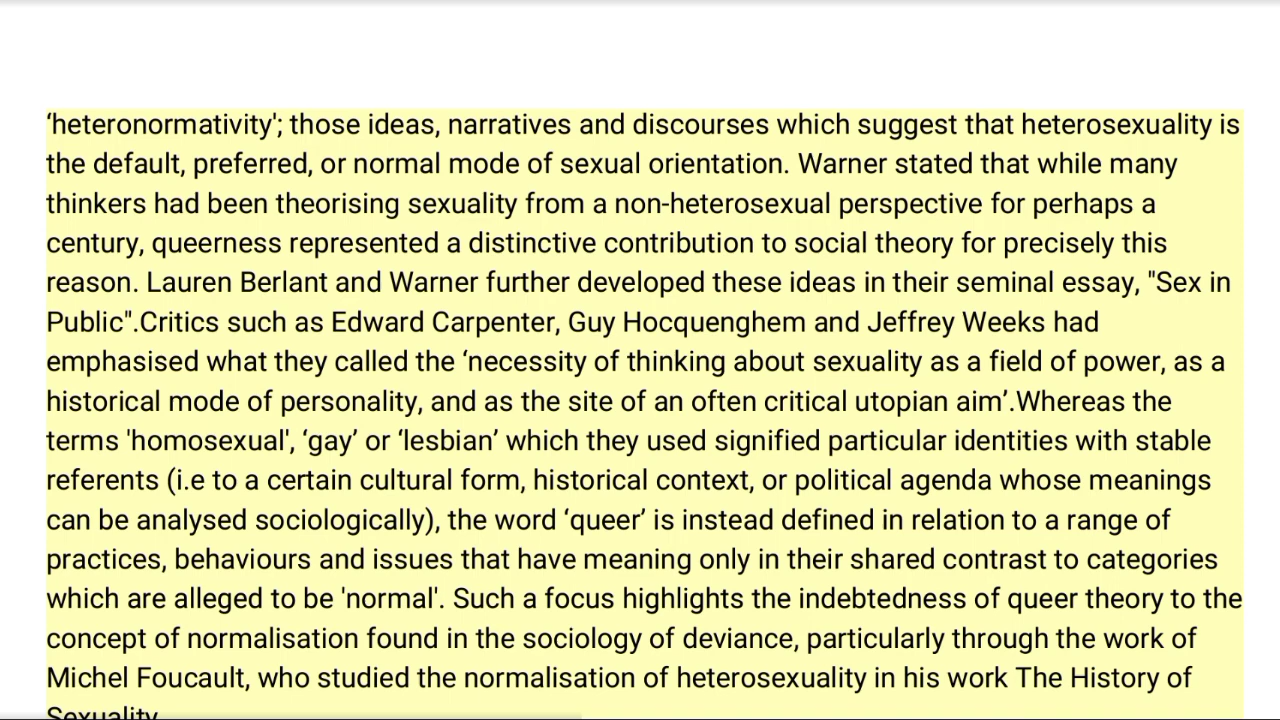 ‘heteronormativity'; those ideas, narratives and discourses which suggest that heterosexuality is
the default, preferred, or normal mode of sexual orientation. Warner stated that while many
thinkers had been theorising sexuality from a non-heterosexual perspective for perhaps a
century, queerness represented a distinctive contribution to social theory for precisely this
reason. Lauren Berlant and Warner further developed these ideas in their seminal essay, "Sex in
Public".Critics such as Edward Carpenter, Guy Hocquenghem and Jeffrey Weeks had
emphasised what they called the ‘necessity of thinking about sexuality as a field of power, as a
historical mode of personality, and as the site of an often critical utopian aim’.Whereas the
terms 'homosexual', ‘gay’ or ‘lesbian’ which they used signified particular identities with stable
referents (i.e to a certain cultural form, historical context, or political agenda whose meanings
can be analysed sociologically), the word ‘queer’ is instead defined in relation to a range of
practices, behaviours and issues that have meaning only in their shared contrast to categories
which are alleged to be 'normal'. Such a focus highlights the indebtedness of queer theory to the
concept of normalisation found in the sociology of deviance, particularly through the work of
Michel Foucault, who studied the normalisation of heterosexuality in his work The History of
Sexuality.